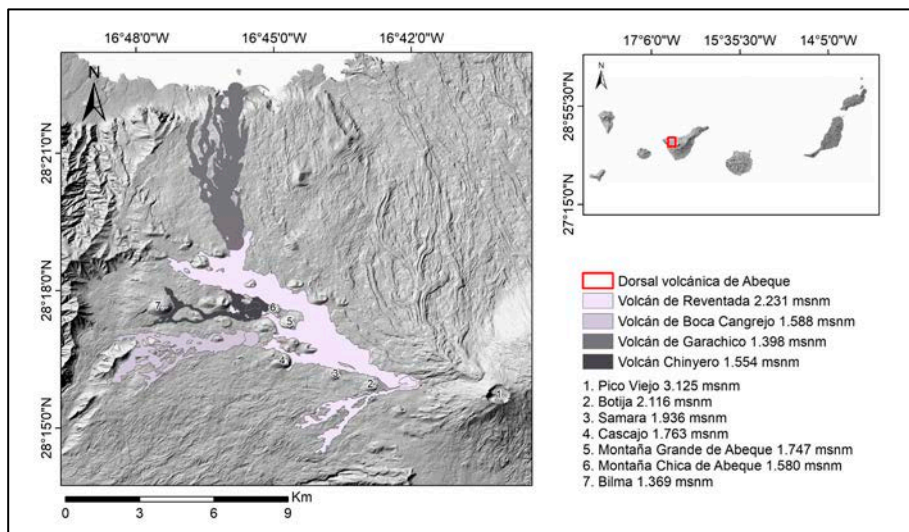 16°48'0"W 16°45'0"W 16°42'0"W
N
28°21'0"N
28°18'0"N
28°15'0"N
7
6
5
4
3
2
1
Km
0 3 6 9
17°6'0"W 15°35'30"W 14°5'0"W
N
28°55'30"N
27°15'0"N
Dorsal volcánica de Abeque
Volcán de Reventada 2.231 msnm
Volcán de Boca Cangrejo 1.588 msnm
Volcán de Garachico 1.398 msnm
Volcán Chinyero 1.554 msnm
1. Pico Viejo 3.125 msnm
2. Botija 2.116 msnm
3. Samara 1.936 msnm
4. Cascajo 1.763 msnm
5. Montaña Grande de Abeque 1.747 msnm
6. Montaña Chica de Abeque 1.580 msnm
7. Bilma 1.369 msnm